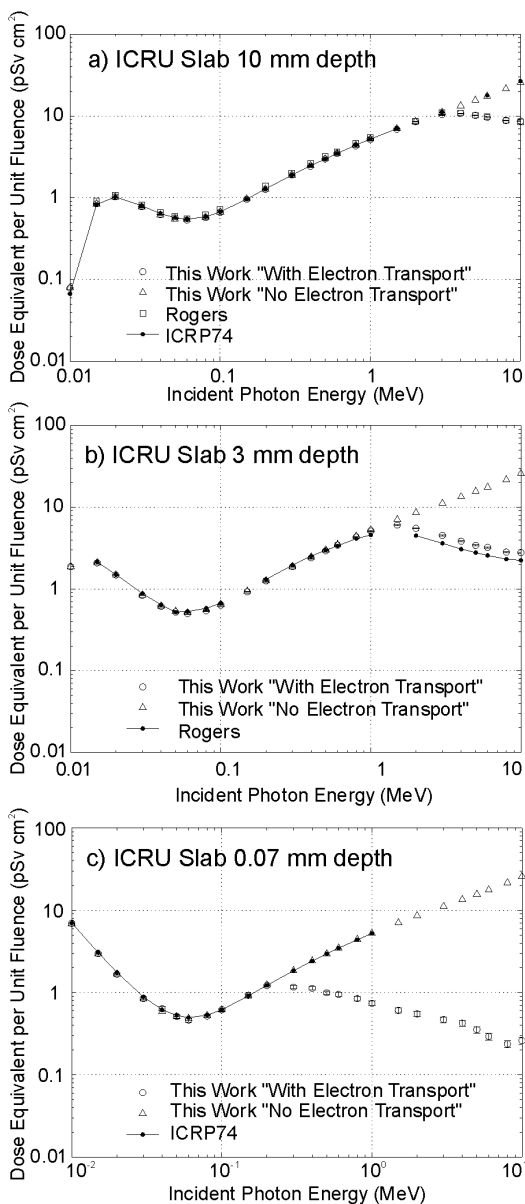 a) ICRU Slab 10 mm depth
Dose Equivalent per Unit Fluence (pSv cm²)
100
10
1
0.1
0.01
This Work "With Electron Transport"
This Work "No Electron Transport"
Rogers
ICRP74
0.01
0.1
1
10
Incident Photon Energy (MeV)
b) ICRU Slab 3 mm depth
Dose Equivalent per Unit Fluence (pSv cm²)
100
10
1
0.1
0.01
This Work "With Electron Transport"
This Work "No Electron Transport"
Rogers
0.01
0.1
1
10
Incident Photon Energy (MeV)
c) ICRU Slab 0.07 mm depth
Dose Equivalent per Unit Fluence (pSv cm²)
100
10
1
0.1
0.01
This Work "With Electron Transport"
This Work "No Electron Transport"
ICRP74
10⁻²
10⁻¹
10⁰
10¹
Incident Photon Energy (MeV)